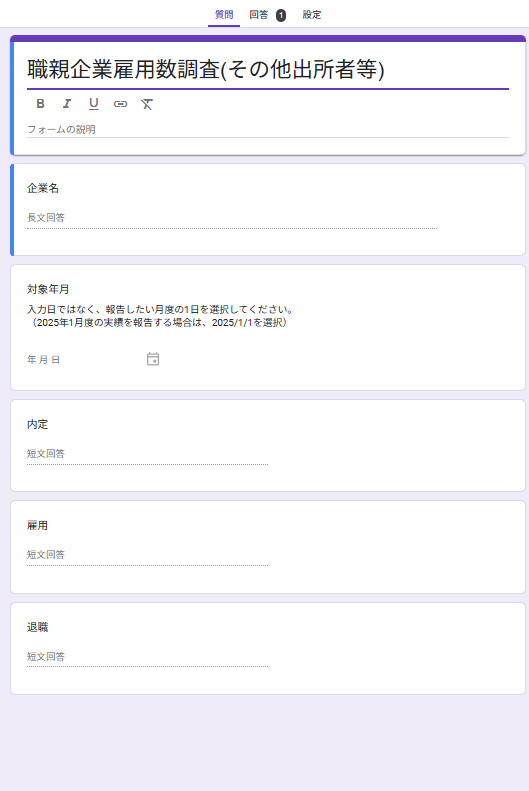 質問 回答 1 設定
職親企業雇用数調査(その他出所者等)
B I U
フォームの説明
企業名
長文回答
対象年月
入力日ではなく、報告したい月度の1日を選択してください。
（2025年1月度の実績を報告する場合は、2025/1/1を選択）
年 月 日
内定
短文回答
雇用
短文回答
退職
短文回答